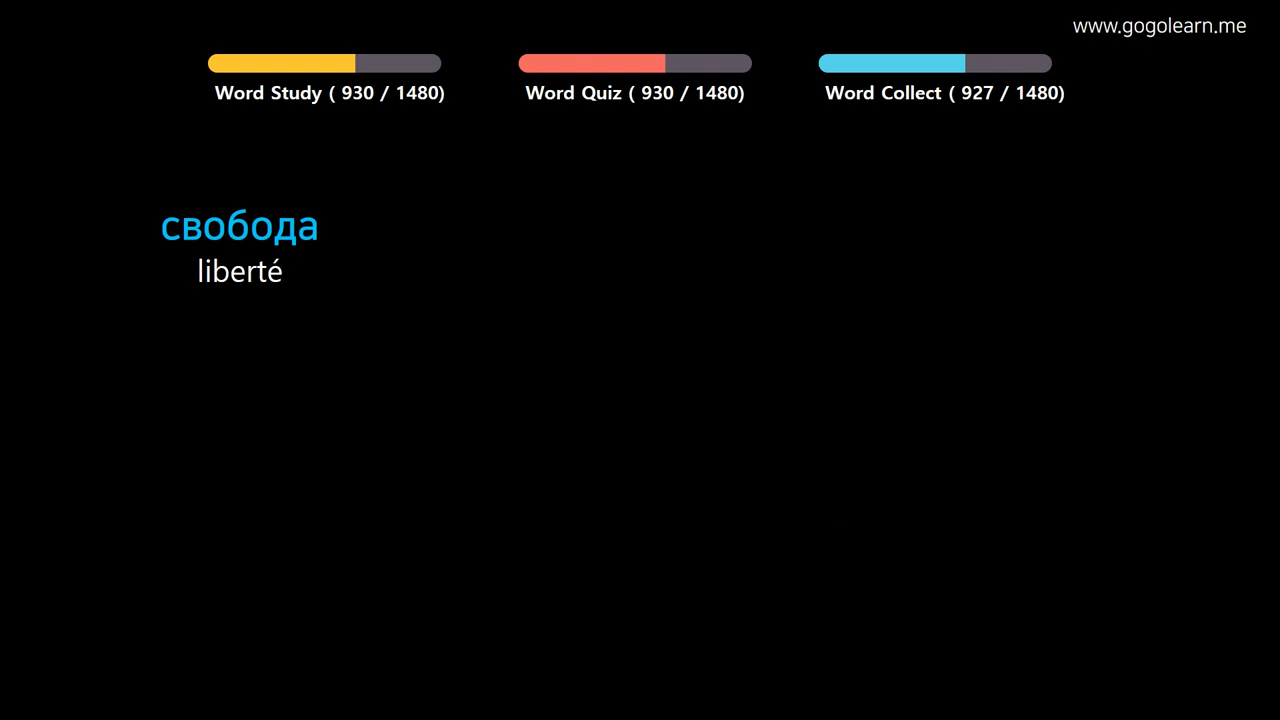 www.gogolearn.me
Word Study ( 930 / 1480)
Word Quiz ( 930 / 1480)
Word Collect ( 927 / 1480)
свобода
liberté